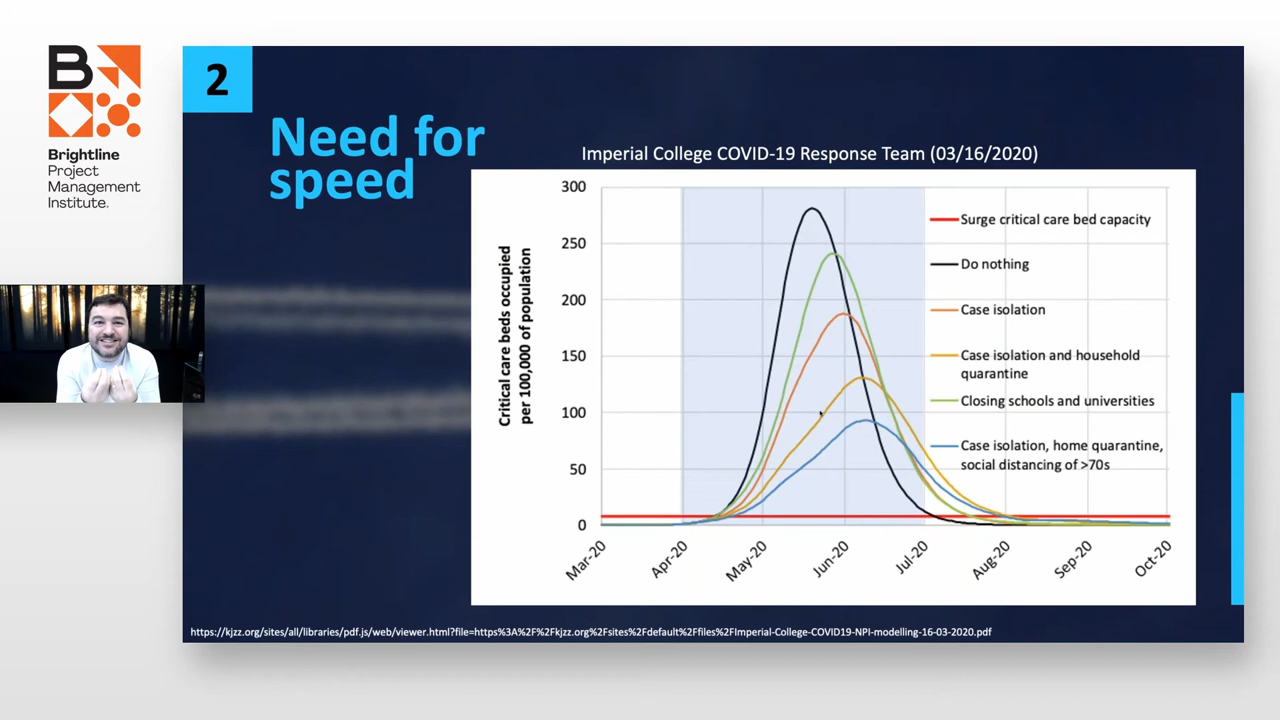 Brightline
Project
Management
Institute.
2
Need for
speed
Imperial College COVID-19 Response Team (03/16/2020)
Critical care beds occupied
per 100,000 of population
300
250
200
150
100
50
0
Mar-20
Apr-20
May-20
Jun-20
Jul-20
Aug-20
Sep-20
Oct-20
Surge critical care bed capacity
Do nothing
Case isolation
Case isolation and household
quarantine
Closing schools and universities
Case isolation, home quarantine,
social distancing of >70s
https://kjzz.org/sites/all/libraries/pdf.js/web/viewer.html?file=https%3A%2F%2Fkjzz.org%2Fsites%2Fdefault%2Ffiles%2FImperial-College-COVID19-NPI-modelling-16-03-2020.pdf